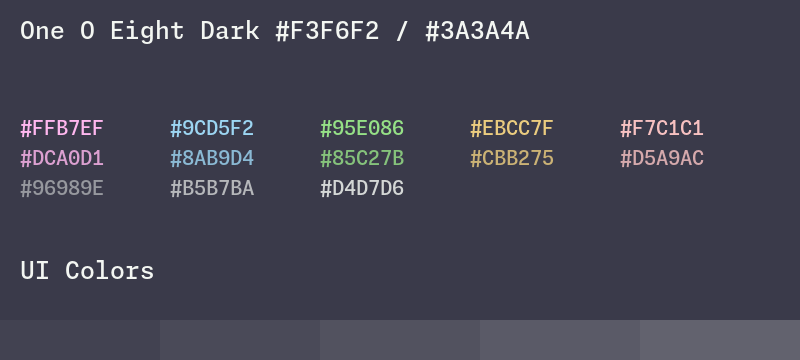 One O Eight Dark #F3F6F2 / #3A3A4A
#FFB7EF #9CD5F2 #95E086 #EBCC7F #F7C1C1
#DCA0D1 #8AB9D4 #85C27B #CBB275 #D5A9AC
#96989E #B5B7BA #D4D7D6
UI Colors